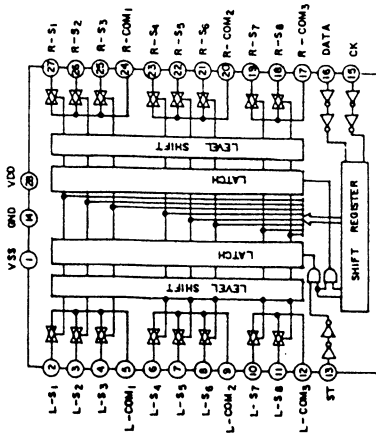 R-S1
R-S2
R-S3
R-COM1
R-S4
R-S5
R-S6
R-COM2
R-S7
R-S8
R-COM3
DATA
CK
27
26
25
24
23
22
21
20
19
18
17
16
15
VDD
28
GND
14
VSS
1
LEVEL SHIFT
LATCH
LATCH
LEVEL SHIFT
SHIFT REGISTER
2
3
4
5
6
7
8
9
10
11
12
13
L-S1
L-S2
L-S3
L-COM1
L-S4
L-S5
L-S6
L-COM2
L-S7
L-S8
L-COM3
ST